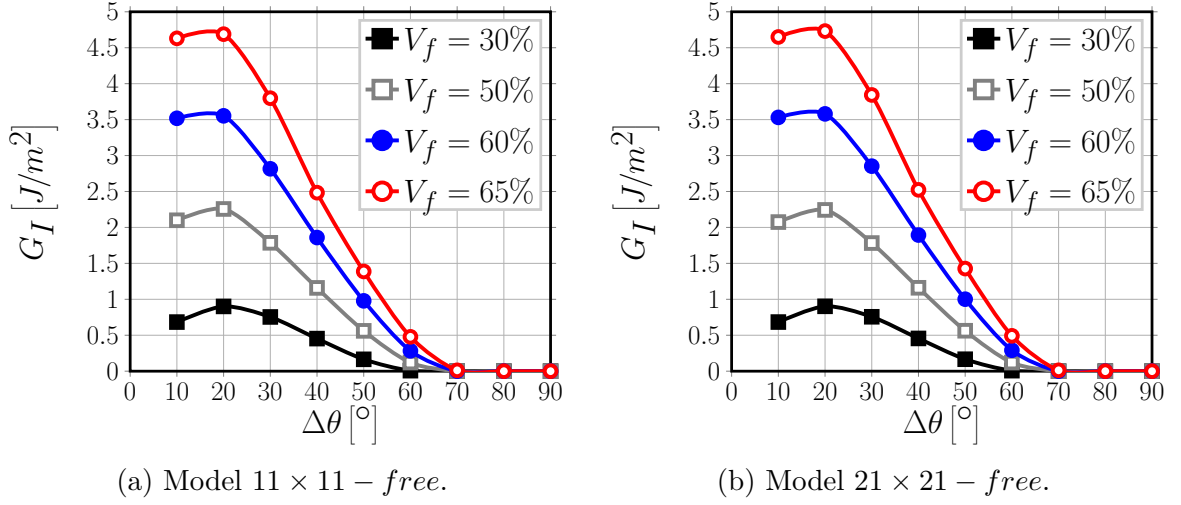 5
4.5
4
3.5
3
2.5
2
1.5
1
0.5
0
G_I [J/m²]
0 10 20 30 40 50 60 70 80 90
Δθ [°]
V_f = 30%
V_f = 50%
V_f = 60%
V_f = 65%
(a) Model 11 × 11 − free.
5
4.5
4
3.5
3
2.5
2
1.5
1
0.5
0
G_I [J/m²]
0 10 20 30 40 50 60 70 80 90
Δθ [°]
V_f = 30%
V_f = 50%
V_f = 60%
V_f = 65%
(b) Model 21 × 21 − free.